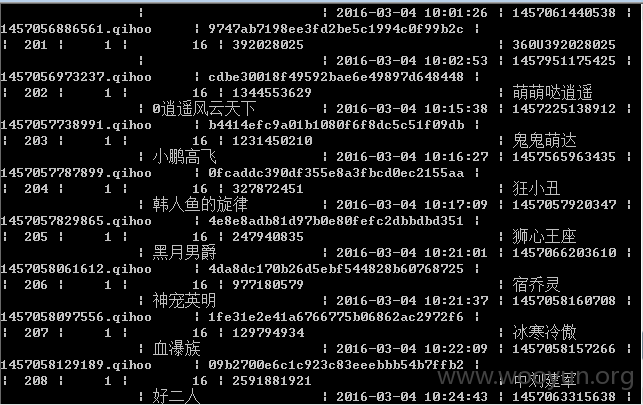 ¦ ¦ 2016-03-04 10:01:26 ¦ 1457061440538 ¦
1457056886561.qihoo ¦ 9747ab7198ee3fd2be5c1994c0f99b2c ¦
¦ 201 ¦ 1 ¦ 16 ¦ 392028025 ¦ 360U392028025
¦ ¦ 2016-03-04 10:02:53 ¦ 1457951175425 ¦
1457056973237.qihoo ¦ cdbe30018f49592bae6e49897d648448 ¦
¦ 202 ¦ 1 ¦ 16 ¦ 1344553629 ¦ 萌萌哒逍遥
¦ 0逍遥风云天下 ¦ 2016-03-04 10:15:38 ¦ 1457225138912 ¦
1457057738991.qihoo ¦ b4414efc9a01b1080f6f8dc5c51f09db ¦
¦ 203 ¦ 1 ¦ 16 ¦ 1231450210 ¦ 鬼鬼萌达
¦ 小鹏高飞 ¦ 2016-03-04 10:16:27 ¦ 1457565963435 ¦
1457057787899.qihoo ¦ 0fcaddc390df355e8a3fbcd0ec2155aa ¦
¦ 204 ¦ 1 ¦ 16 ¦ 327872451 ¦ 狂小丑
¦ 韩人鱼的旋律 ¦ 2016-03-04 10:17:09 ¦ 1457057920347 ¦
1457057829865.qihoo ¦ 4e8e8adb81d97b0e80fefc2dbbdbd351 ¦
¦ 205 ¦ 1 ¦ 16 ¦ 247940835 ¦ 狮心王座
¦ 黑月男爵 ¦ 2016-03-04 10:21:01 ¦ 1457066203610 ¦
1457058061612.qihoo ¦ 4da8dc170b26d5ebf544828b60768725 ¦
¦ 206 ¦ 1 ¦ 16 ¦ 977180579 ¦ 宿乔灵
¦ 神宠英明 ¦ 2016-03-04 10:21:37 ¦ 1457058160708 ¦
1457058097556.qihoo ¦ 1fe31e2e41a6766775b06862ac2972f6 ¦
¦ 207 ¦ 1 ¦ 16 ¦ 129794934 ¦ 冰寒冷傲
¦ 血瀑族 ¦ 2016-03-04 10:22:09 ¦ 1457058157266 ¦
1457058129189.qihoo ¦ 09b2700e6c1c923c83eeebbb54b7ffb2 ¦
¦ 208 ¦ 1 ¦ 16 ¦ 2591881921 ¦ 中刘建军
¦ 好二人 ¦ 2016-03-04 10:24:43 ¦ 1457063315638 ¦
www.wooyun.org